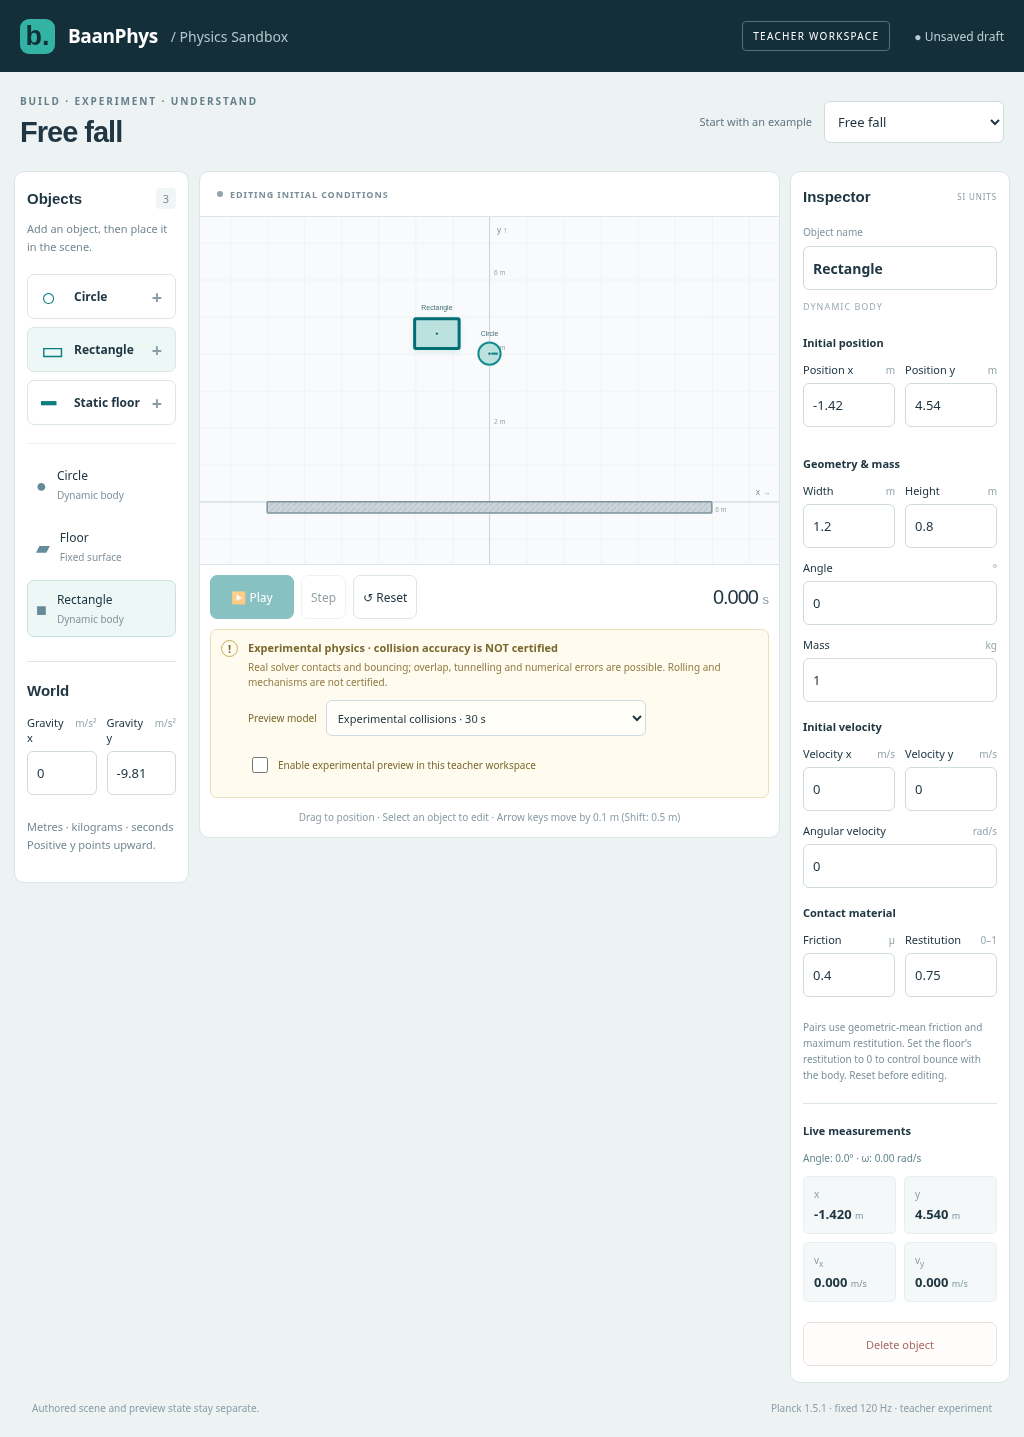 b. BaanPhys / Physics Sandbox
TEACHER WORKSPACE
● Unsaved draft
BUILD · EXPERIMENT · UNDERSTAND
Free fall
Start with an example
Free fall
Objects
3
Add an object, then place it
in the scene.
Circle +
Rectangle +
Static floor +
Circle
Dynamic body
Floor
Fixed surface
Rectangle
Dynamic body
World
Gravity x m/s²
Gravity y m/s²
0
-9.81
Metres · kilograms · seconds
Positive y points upward.
EDITING INITIAL CONDITIONS
y ↑
6 m
Rectangle
Circle
m
2 m
x →
6 m
Play
Step
↺ Reset
0.000 s
! Experimental physics · collision accuracy is NOT certified
Real solver contacts and bouncing; overlap, tunnelling and numerical errors are possible. Rolling and
mechanisms are not certified.
Preview model
Experimental collisions · 30 s
Enable experimental preview in this teacher workspace
Drag to position · Select an object to edit · Arrow keys move by 0.1 m (Shift: 0.5 m)
Inspector
SI UNITS
Object name
Rectangle
DYNAMIC BODY
Initial position
Position x m
Position y m
-1.42
4.54
Geometry & mass
Width m
Height m
1.2
0.8
Angle °
0
Mass kg
1
Initial velocity
Velocity x m/s
Velocity y m/s
0
0
Angular velocity rad/s
0
Contact material
Friction μ
Restitution 0–1
0.4
0.75
Pairs use geometric-mean friction and
maximum restitution. Set the floor's
restitution to 0 to control bounce with
the body. Reset before editing.
Live measurements
Angle: 0.0° · ω: 0.00 rad/s
x
-1.420 m
y
4.540 m
vx
0.000 m/s
vy
0.000 m/s
Delete object
Authored scene and preview state stay separate.
Planck 1.5.1 · fixed 120 Hz · teacher experiment